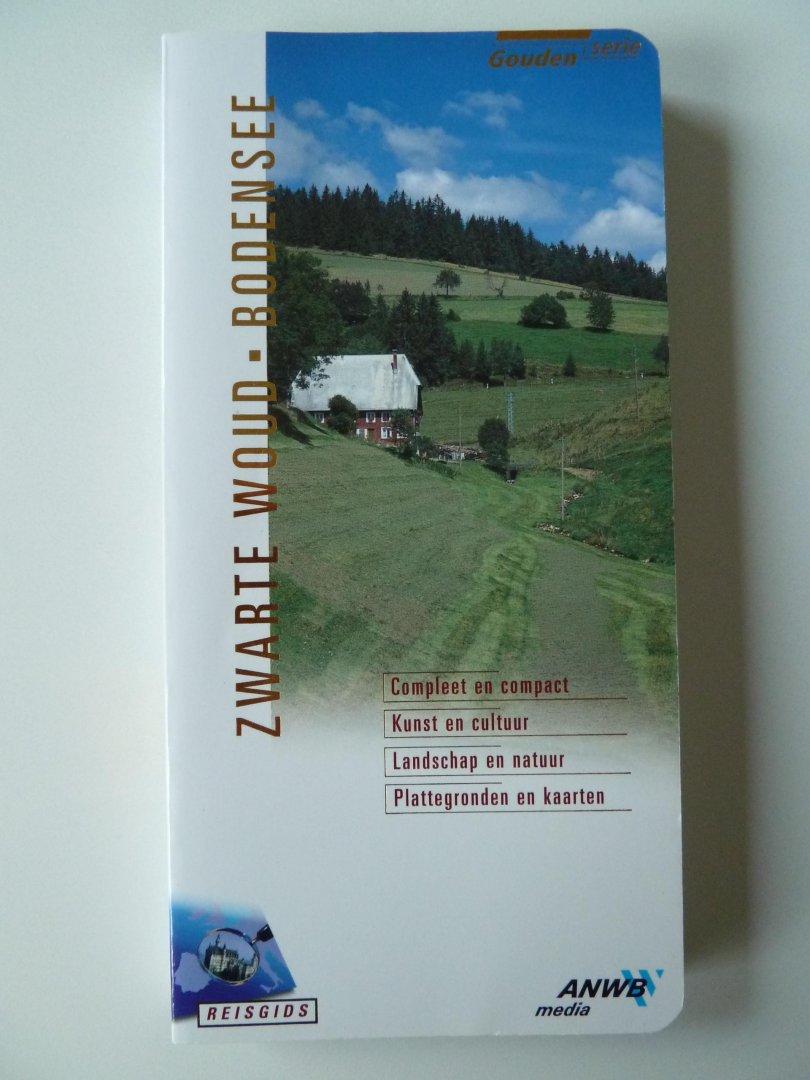 Gouden serie
ZWARTE WOUD · BODENSEE
Compleet en compact
Kunst en cultuur
Landschap en natuur
Plattegronden en kaarten
REISGIDS
ANWB
media